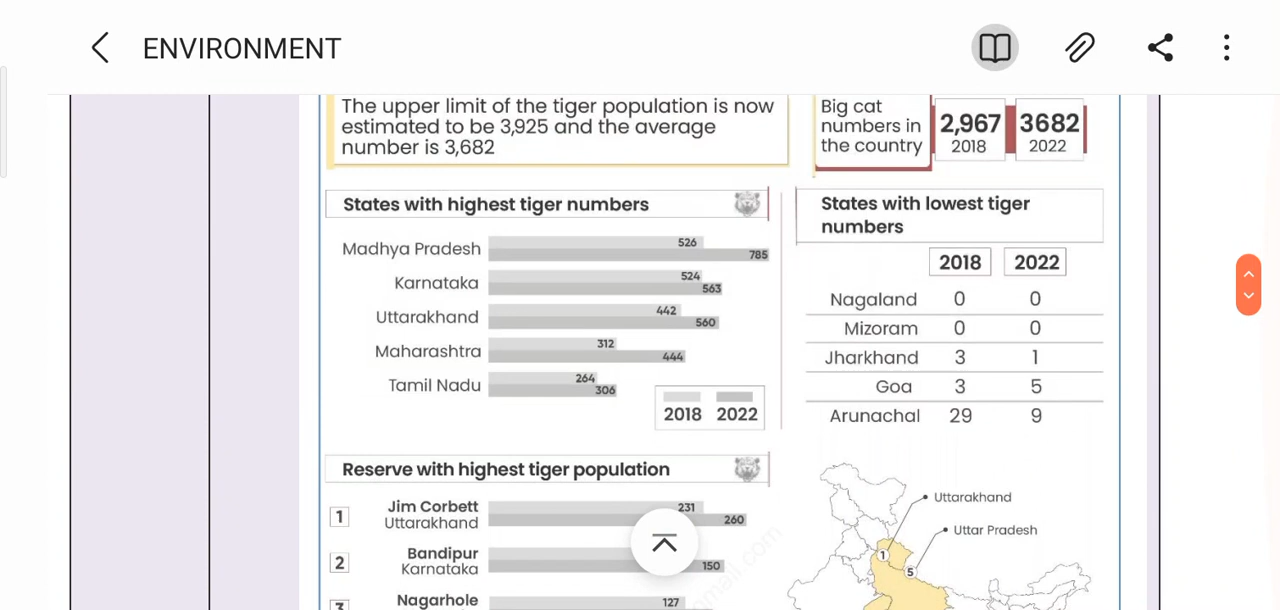 ENVIRONMENT
The upper limit of the tiger population is now
estimated to be 3,925 and the average
number is 3,682
Big cat
numbers in
the country
2,967
2018
3682
2022
States with highest tiger numbers
Madhya Pradesh 526 785
Karnataka 524 563
Uttarakhand 442 560
Maharashtra 312 444
Tamil Nadu 264 306
2018 2022
States with lowest tiger
numbers
2018 2022
Nagaland 0 0
Mizoram 0 0
Jharkhand 3 1
Goa 3 5
Arunachal 29 9
Reserve with highest tiger population
1 Jim Corbett 231
Uttarakhand 260
2 Bandipur
Karnataka 150
3 Nagarhole 127
Uttarakhand
Uttar Pradesh
1
5